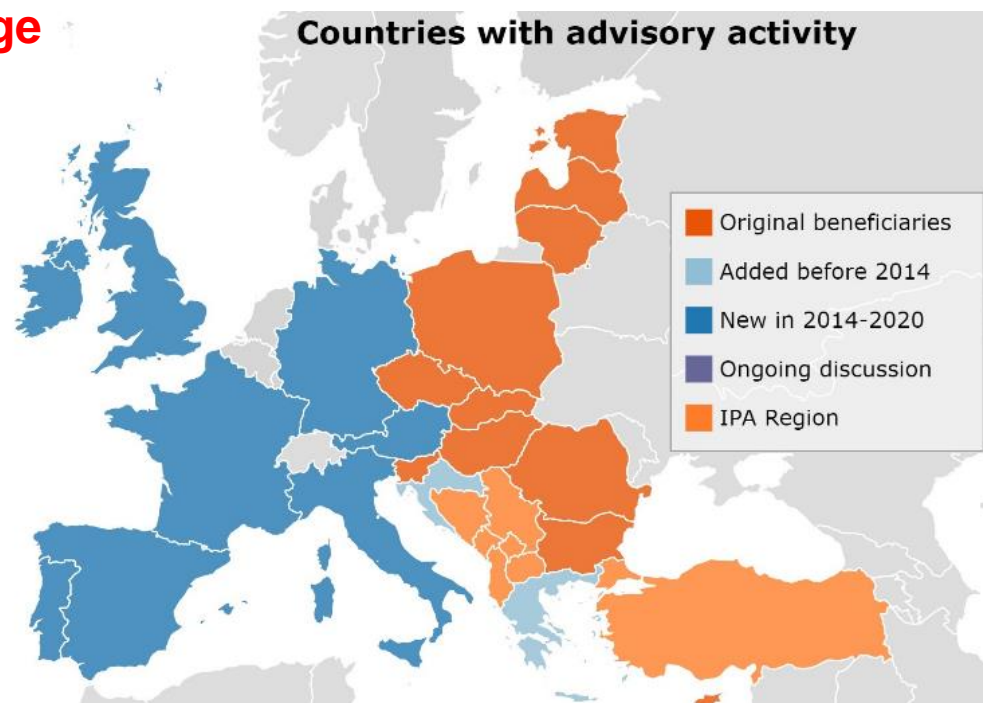 ge
Countries with advisory activity
Original beneficiaries
Added before 2014
New in 2014-2020
Ongoing discussion
IPA Region